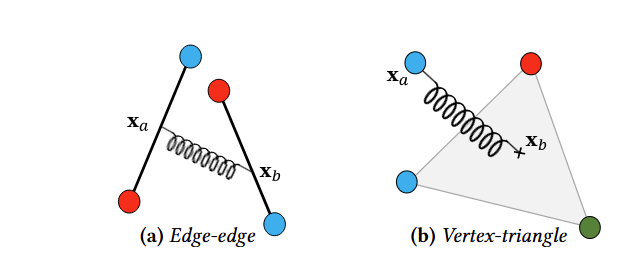 x_a
x_b
(a) Edge-edge
x_a
x_b
(b) Vertex-triangle